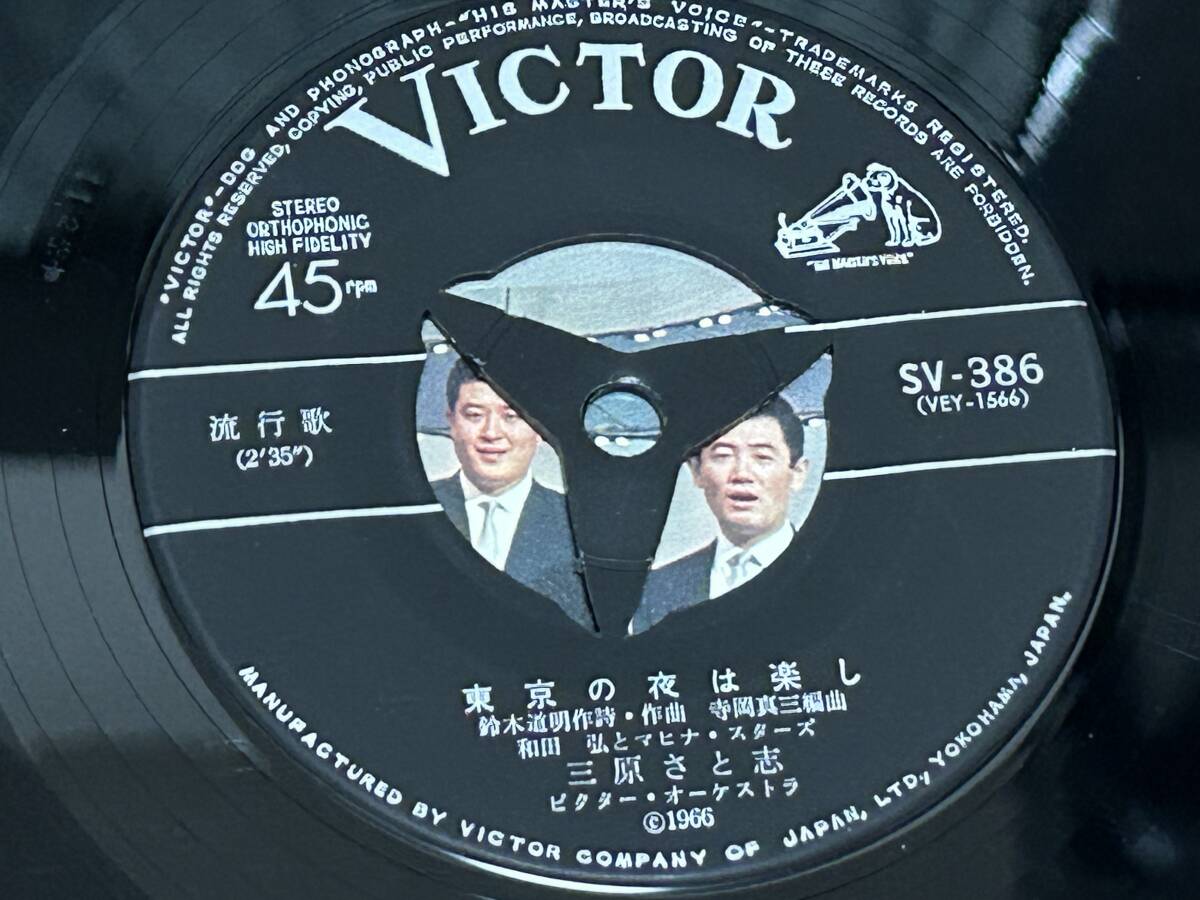 "VICTOR"-DOG AND PHONOGRAPH-"HIS MASTER'S VOICE"-TRADEMARKS REGISTERED.
ALL RIGHTS RESERVED, COPYING, PUBLIC PERFORMANCE, BROADCASTING OF THESE RECORDS ARE FORBIDDEN.
VICTOR
STEREO
ORTHOPHONIC
HIGH FIDELITY
45rpm
"HIS MASTER'S VOICE"
流行歌
(2'35")
SV-386
(VEY-1566)
東京の夜は楽し
鈴木道明作詩・作曲 寺岡真三編曲
和田 弘とマヒナ・スターズ
三原さと志
ビクター・オーケストラ
©1966
MANUFACTURED BY VICTOR COMPANY OF JAPAN, LTD., YOKOHAMA, JAPAN.